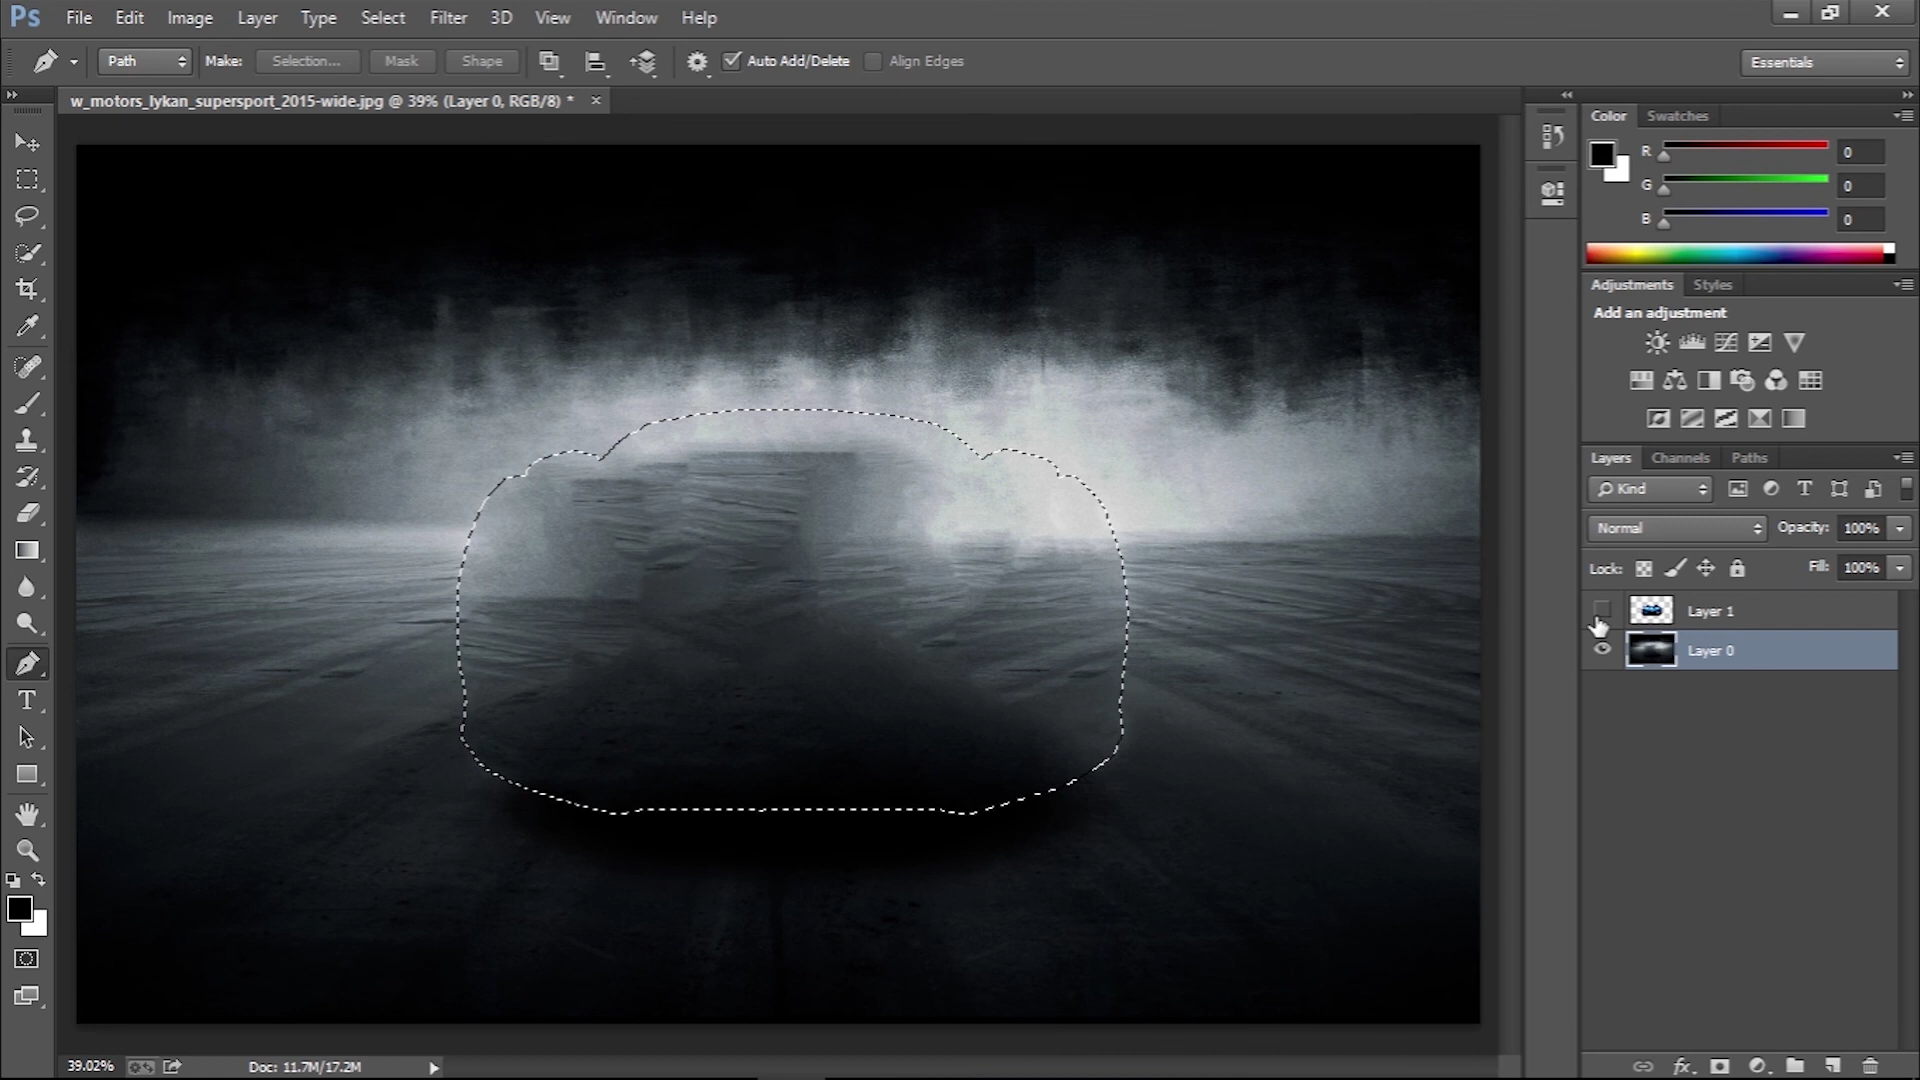 Ps File Edit Image Layer Type Select Filter 3D View Window Help
Path Make: Selection... Mask Shape Auto Add/Delete Align Edges Essentials
w_motors_lykan_supersport_2015-wide.jpg @ 39% (Layer 0, RGB/8) * ×
Color Swatches
R 0
G 0
B 0
Adjustments Styles
Add an adjustment
Layers Channels Paths
Kind
Normal Opacity: 100%
Lock: Fill: 100%
Layer 1
Layer 0
39.02% Doc: 11.7M/17.2M